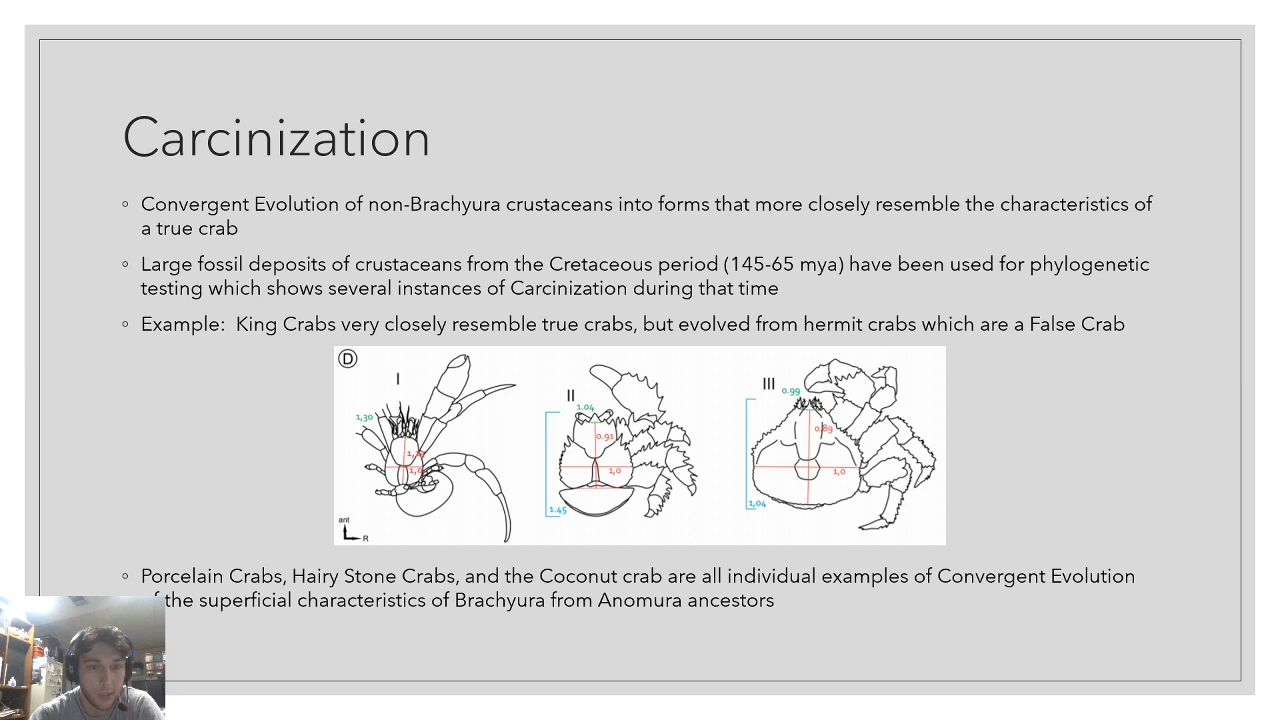 Carcinization
Convergent Evolution of non-Brachyura crustaceans into forms that more closely resemble the characteristics of
a true crab
Large fossil deposits of crustaceans from the Cretaceous period (145-65 mya) have been used for phylogenetic
testing which shows several instances of Carcinization during that time
Example: King Crabs very closely resemble true crabs, but evolved from hermit crabs which are a False Crab
D
I
1,30
II
1.04
0.91
1,0
1.45
III
0.99
0.89
1,0
1,04
ant
R
Porcelain Crabs, Hairy Stone Crabs, and the Coconut crab are all individual examples of Convergent Evolution
the superficial characteristics of Brachyura from Anomura ancestors